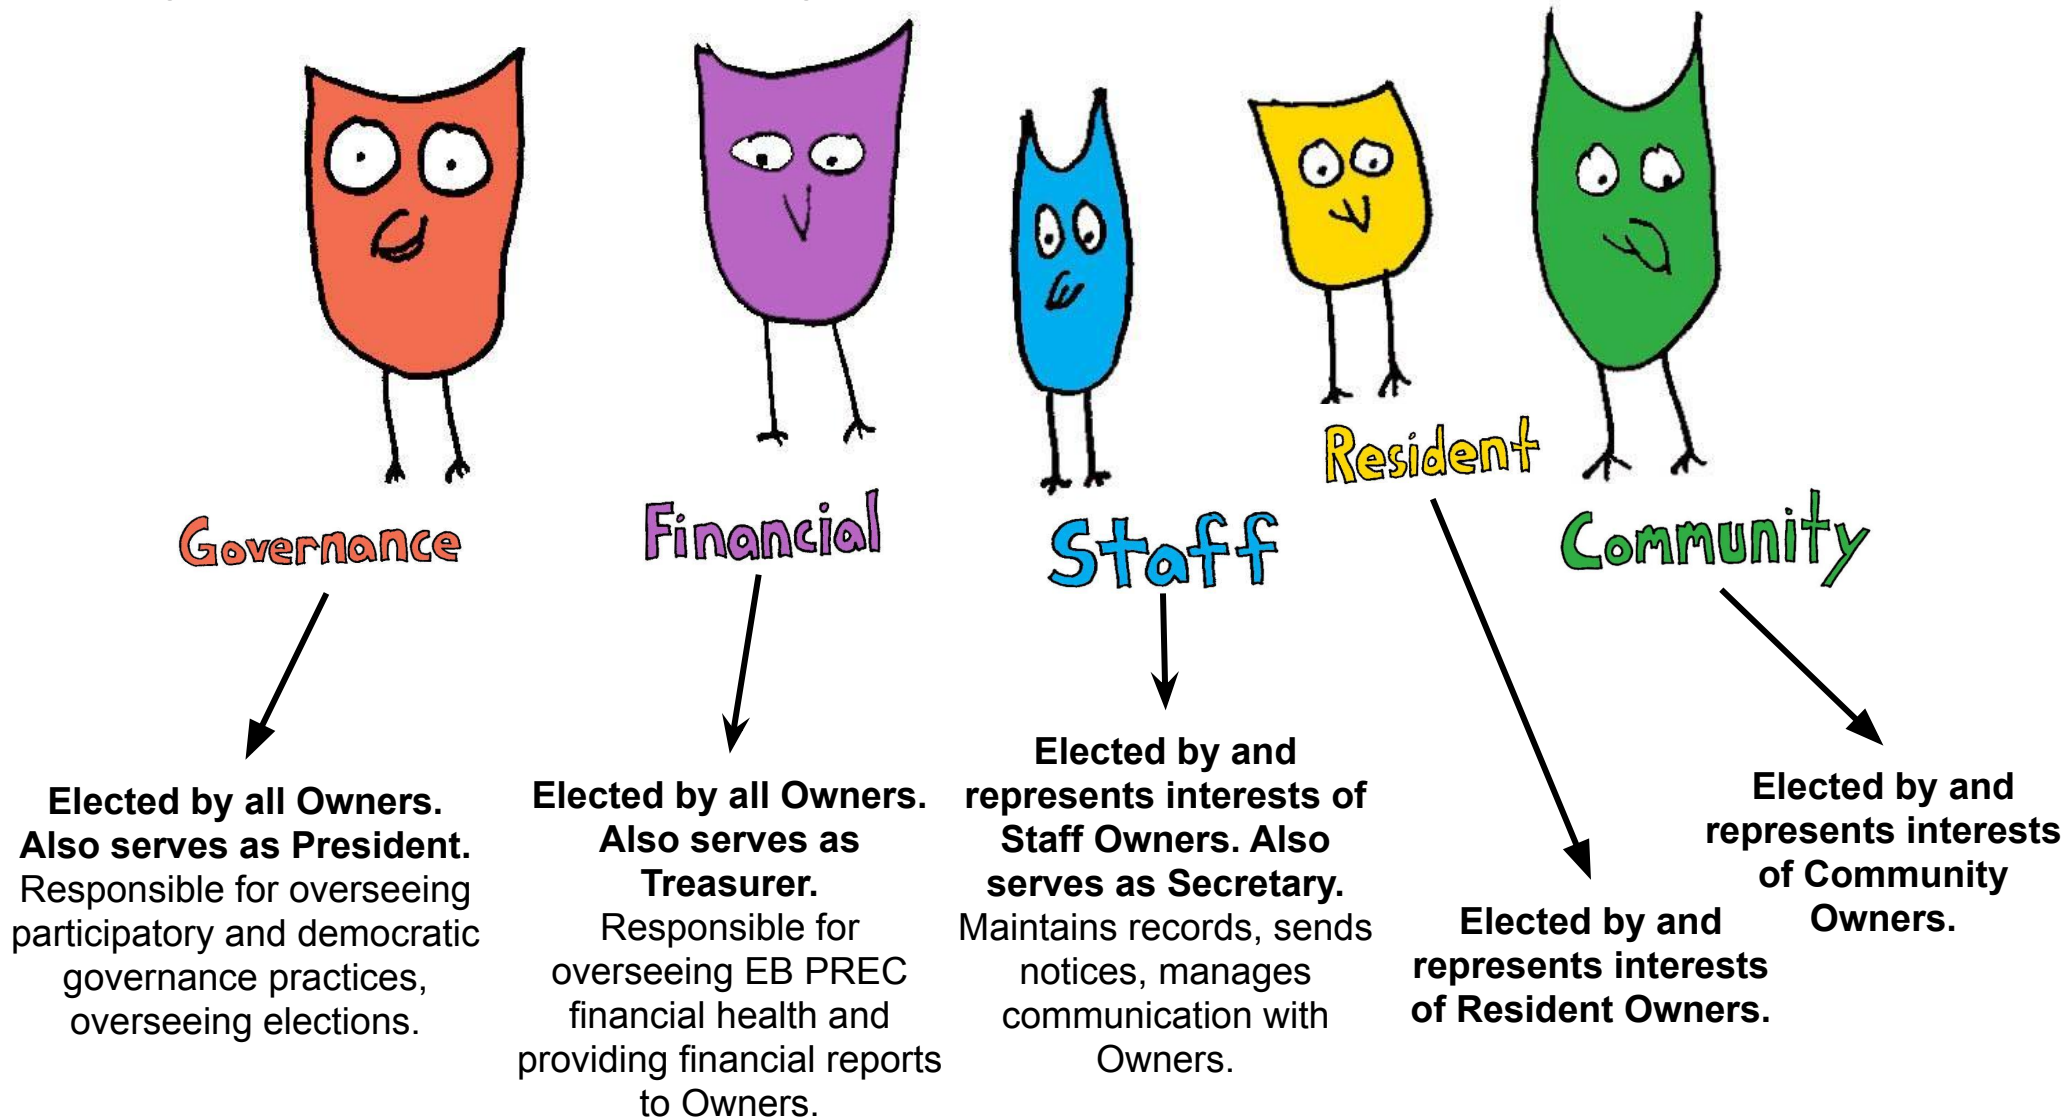 Governance
Financial
Staff
Resident
Community
Elected by all Owners.
Also serves as President.
Responsible for overseeing
participatory and democratic
governance practices,
overseeing elections.
Elected by all Owners.
Also serves as
Treasurer.
Responsible for
overseeing EB PREC
financial health and
providing financial reports
to Owners.
Elected by and
represents interests of
Staff Owners. Also
serves as Secretary.
Maintains records, sends
notices, manages
communication with
Owners.
Elected by and
represents interests
of Resident Owners.
Elected by and
represents interests
of Community
Owners.